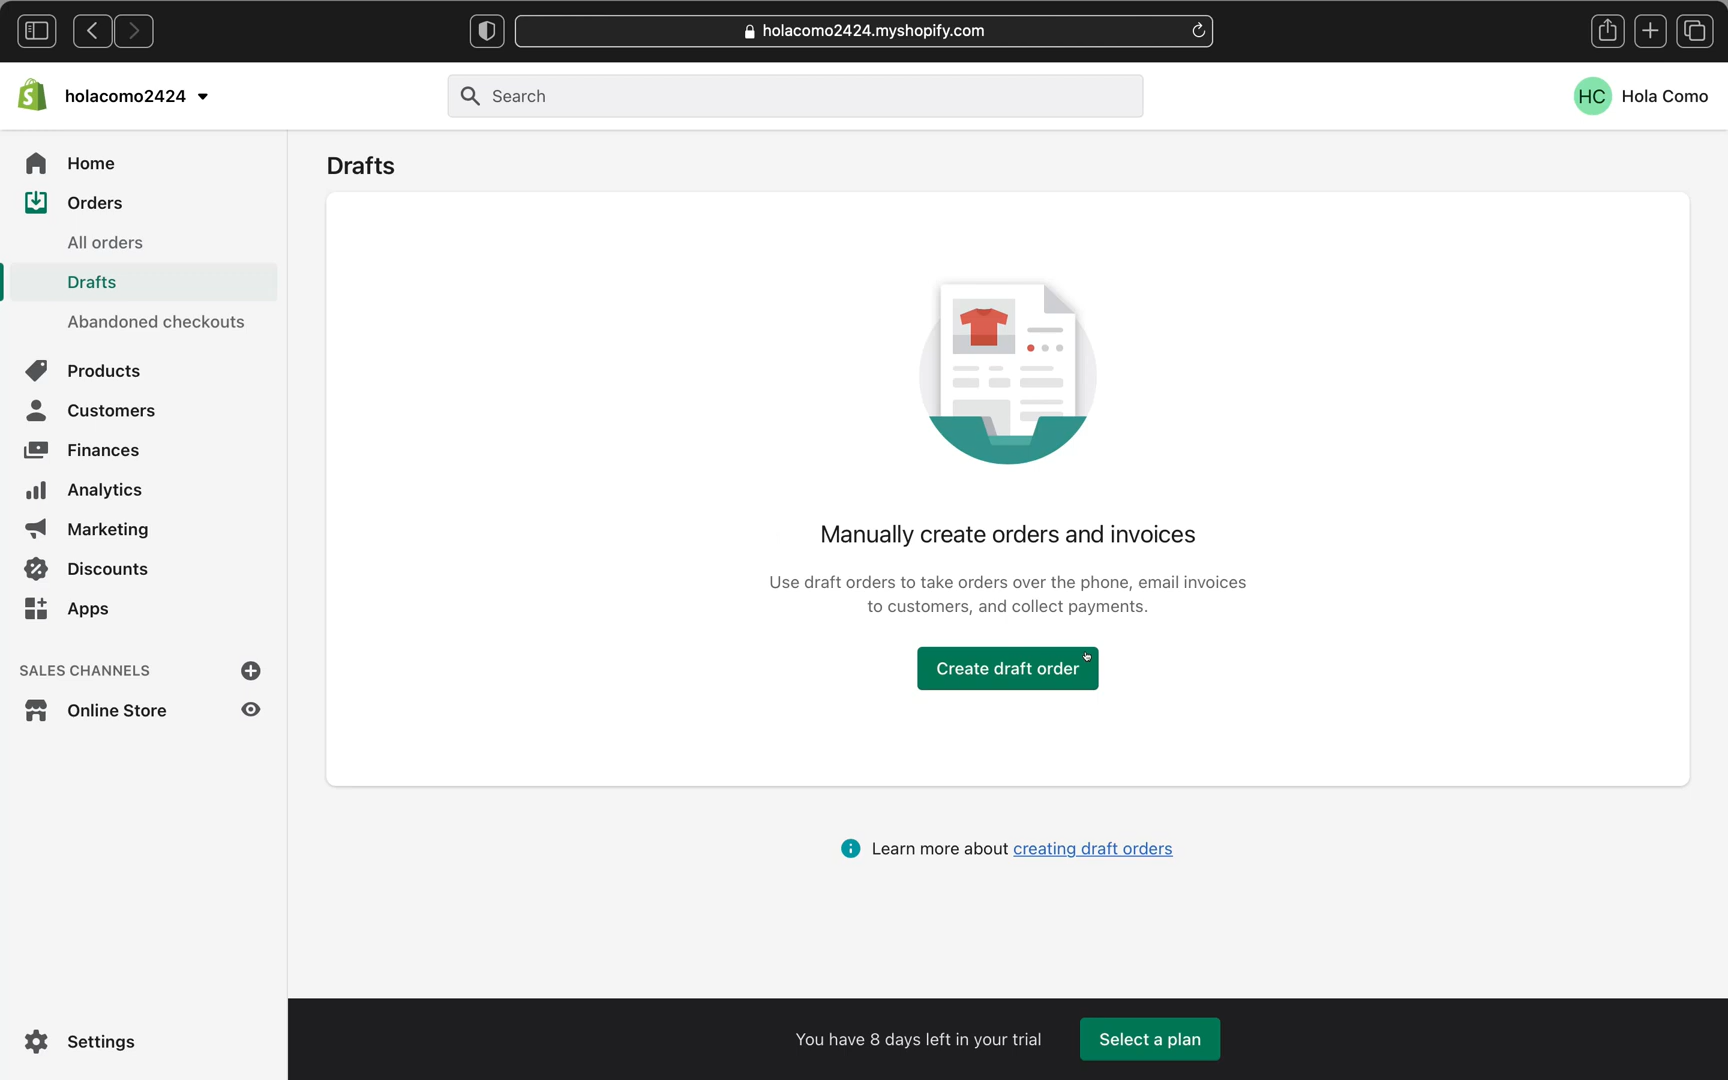 holacomo2424.myshopify.com
holacomo2424
Search
HC Hola Como
Home
Orders
All orders
Drafts
Abandoned checkouts
Products
Customers
Finances
Analytics
Marketing
Discounts
Apps
SALES CHANNELS
Online Store
Settings
Drafts
Manually create orders and invoices
Use draft orders to take orders over the phone, email invoices
to customers, and collect payments.
Create draft order
Learn more about creating draft orders
You have 8 days left in your trial
Select a plan